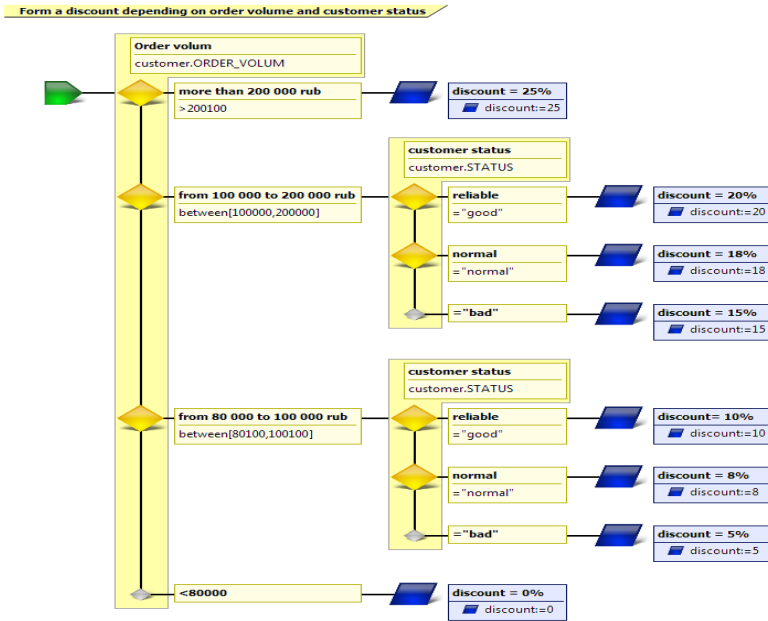 Form a discount depending on order volume and customer status
Order volum
customer.ORDER_VOLUM
more than 200 000 rub
>200100
discount = 25%
discount:=25
customer status
customer.STATUS
from 100 000 to 200 000 rub
between[100000,200000]
reliable
="good"
discount = 20%
discount:=20
normal
="normal"
discount = 18%
discount:=18
="bad"
discount = 15%
discount:=15
customer status
customer.STATUS
from 80 000 to 100 000 rub
between[80100,100100]
reliable
="good"
discount= 10%
discount:=10
normal
="normal"
discount = 8%
discount:=8
="bad"
discount = 5%
discount:=5
<80000
discount = 0%
discount:=0